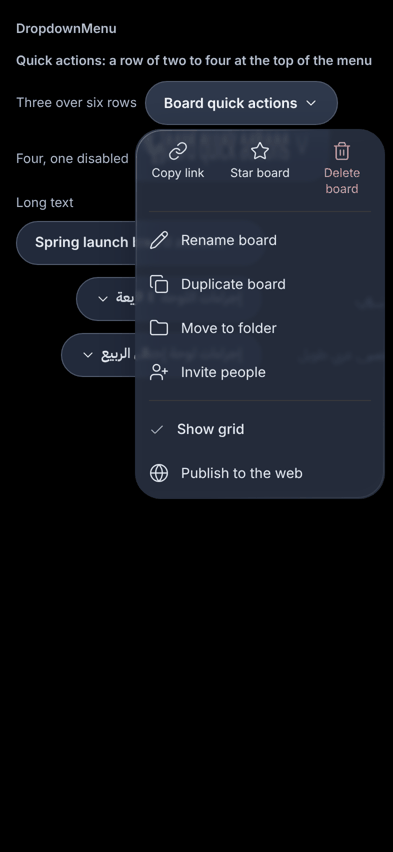 DropdownMenu
Quick actions: a row of two to four at the top of the menu
Three over six rows
Board quick actions
Four, one disabled
Copy link
Star board
Delete
board
Long text
Rename board
Spring launch
Duplicate board
Move to folder
الربيع
Invite people
Show grid
Publish to the web